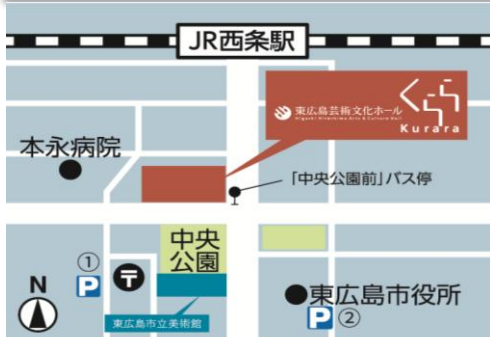 JR西条駅
東広島芸術文化ホール
Higashi Hiroshima Arts & Culture Hall
くらら
Kurara
本永病院
「中央公園前」バス停
中央
公園
①
P
〒
N
東広島市立美術館
東広島市役所
P ②